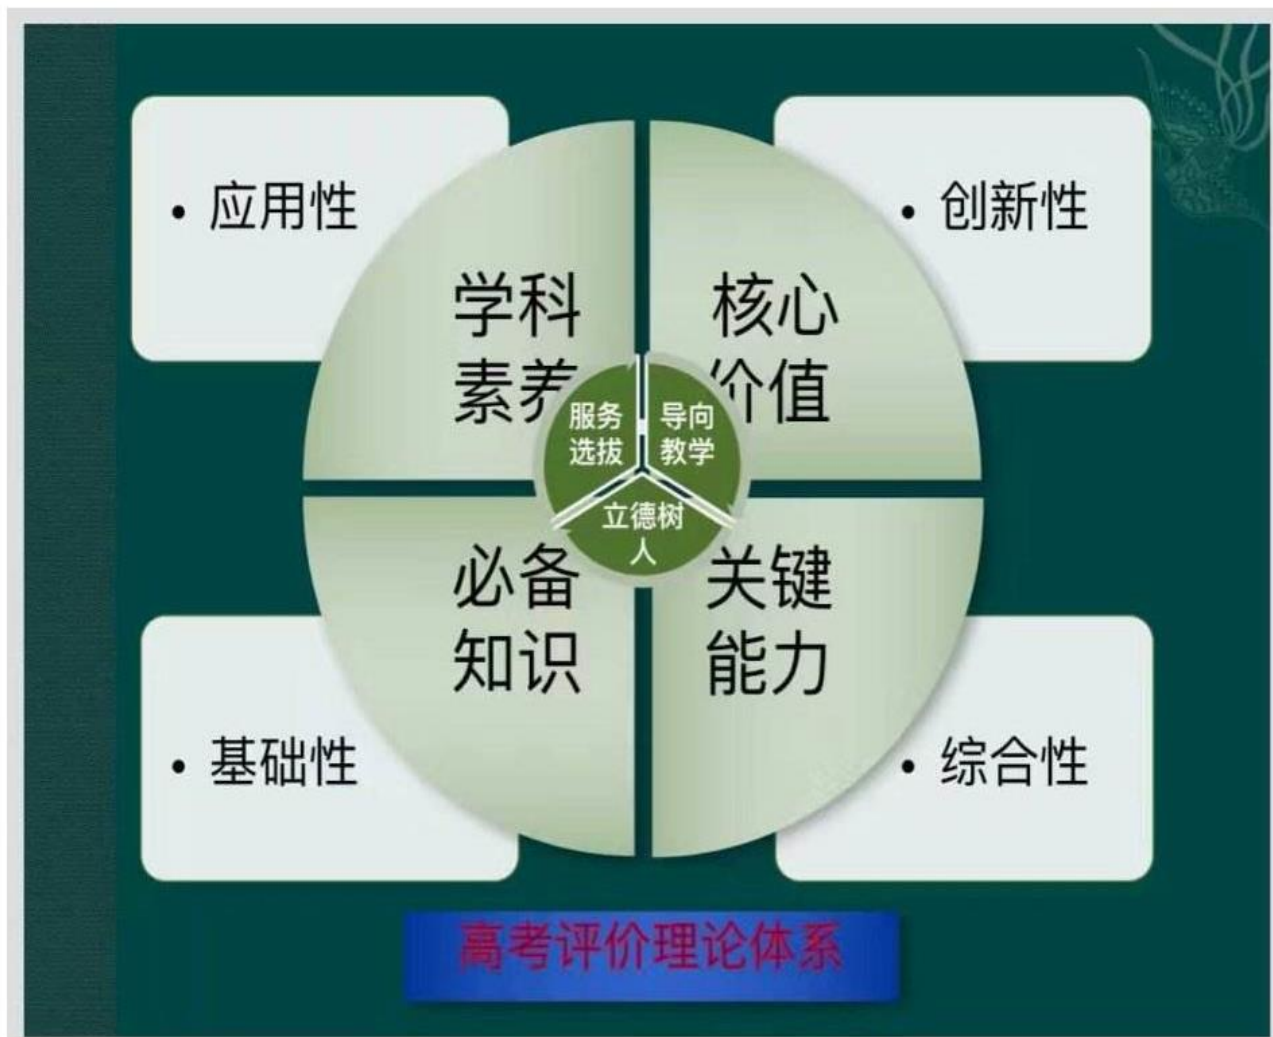 • 应用性
• 创新性
学科
素养
核心
价值
服务
选拔
导向
教学
立德树
人
必备
知识
关键
能力
• 基础性
• 综合性
高考评价理论体系